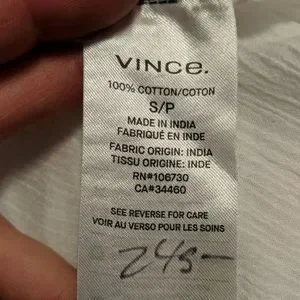 VINCE.
100% COTTON/COTON
S/P
MADE IN INDIA
FABRIQUÉ EN INDE
FABRIC ORIGIN: INDIA
TISSU ORIGINE: INDE
RN#106730
CA#34460
SEE REVERSE FOR CARE
VOIR AU VERSO POUR LES SOINS
245-